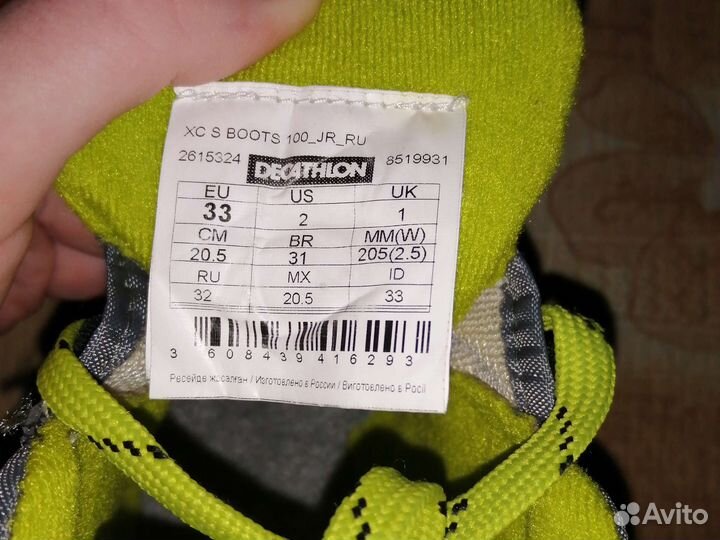 XC S BOOTS 100_JR_RU
2615324 DECATHLON 8519931
EU US UK
33 2 1
CM BR MM(W)
20.5 31 205(2.5)
RU MX ID
32 20.5 33
3 608439 416293
Ресейде жасалған / Изготовлено в России / Виготовлено в Росії
Avito